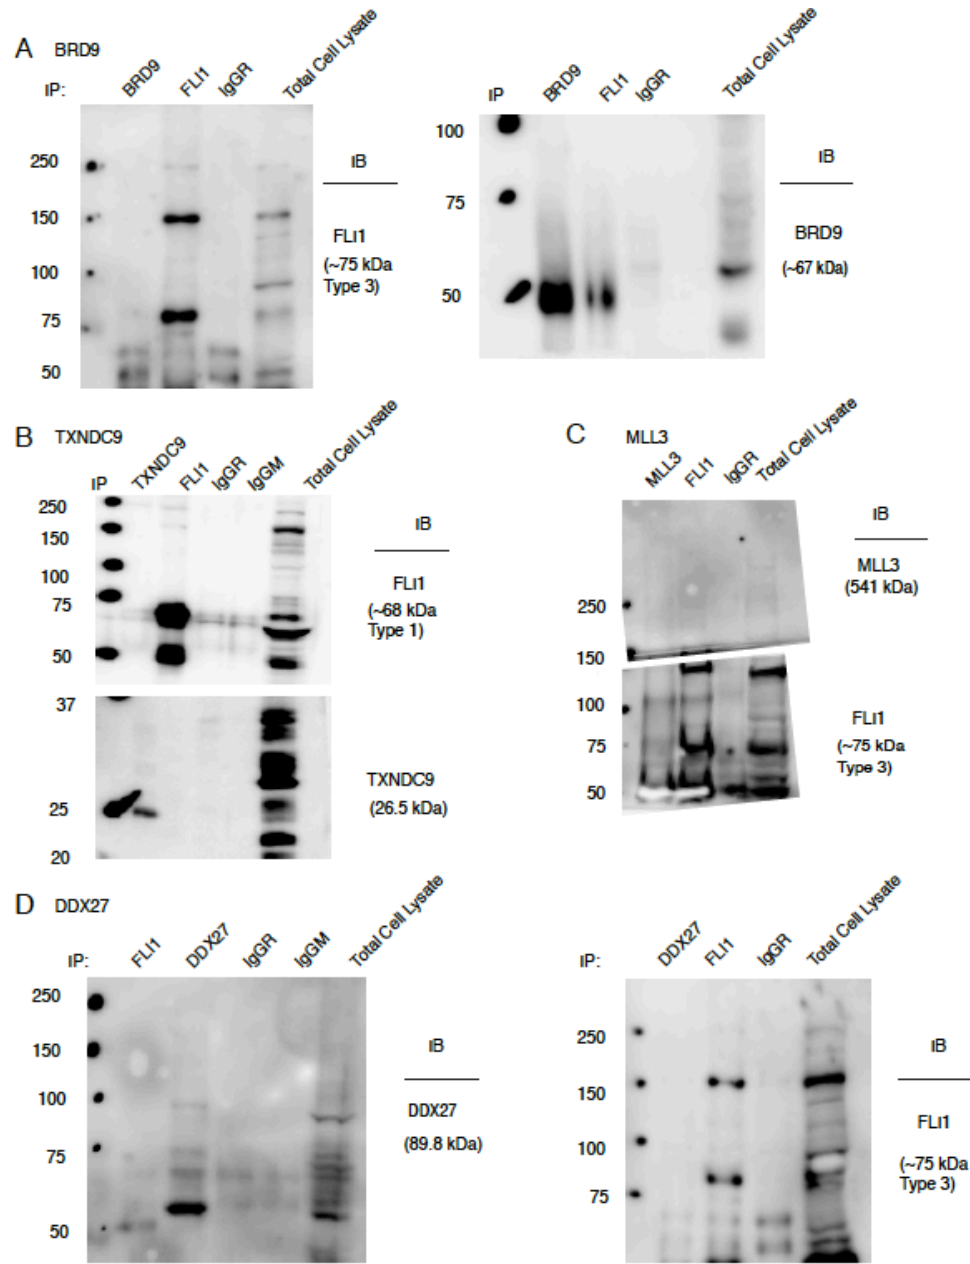 A BRD9
IP: BRD9 FLI1 IgGR Total Cell Lysate
250
150
100
75
50
IB
FLI1
(~75 kDa
Type 3)
IP BRD9 FLI1 IgGR Total Cell Lysate
100
75
50
IB
BRD9
(~67 kDa)
B TXNDC9
IP TXNDC9 FLI1 IgGR IgGM Total Cell Lysate
250
150
100
75
50
IB
FLI1
(~68 kDa
Type 1)
37
25
20
TXNDC9
(26.5 kDa)
C MLL3
MLL3 FLI1 IgGR Total Cell Lysate
250
150
100
75
50
IB
MLL3
(541 kDa)
FLI1
(~75 kDa
Type 3)
D DDX27
IP: FLI1 DDX27 IgGR IgGM Total Cell Lysate
250
150
100
75
50
IB
DDX27
(89.8 kDa)
IP: DDX27 FLI1 IgGR Total Cell Lysate
250
150
100
75
IB
FLI1
(~75 kDa
Type 3)